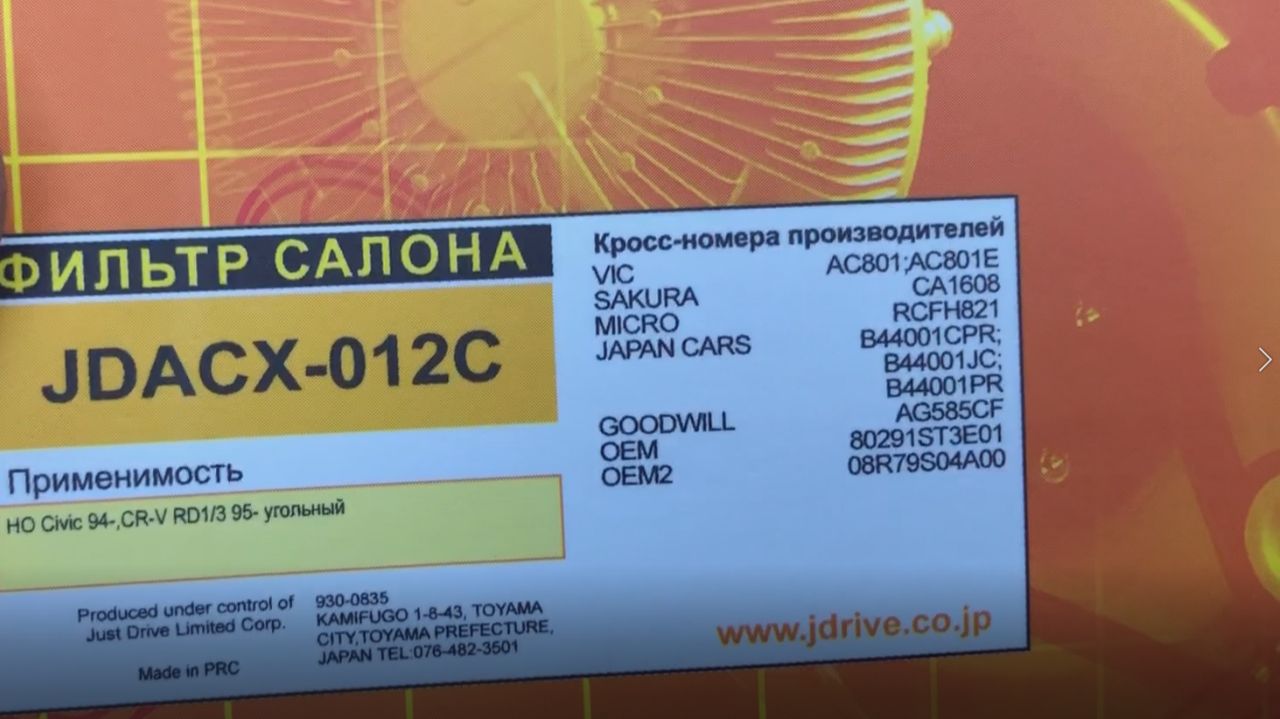 ФИЛЬТР САЛОНА
JDACX-012C
Применимость
HO Civic 94-,CR-V RD1/3 95- угольный
Produced under control of
Just Drive Limited Corp.
Made in PRC
930-0835
KAMIFUGO 1-8-43, TOYAMA
CITY,TOYAMA PREFECTURE,
JAPAN TEL:076-482-3501
Кросс-номера производителей
VIC AC801;AC801E
SAKURA CA1608
MICRO RCFH821
JAPAN CARS B44001CPR;
B44001JC;
B44001PR
GOODWILL AG585CF
OEM 80291ST3E01
OEM2 08R79S04A00
www.jdrive.co.jp